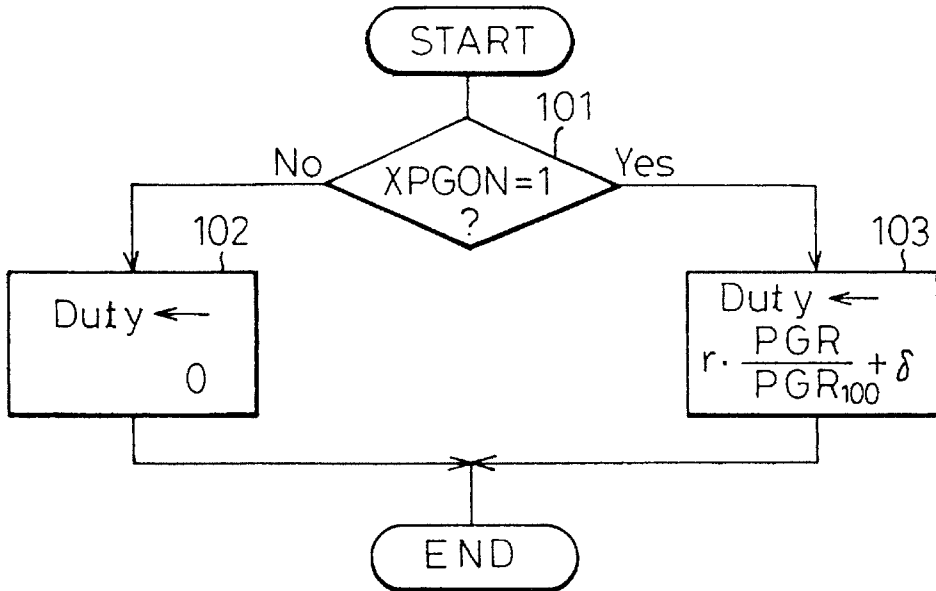 START
101
No
XPGON=1
?
Yes
102
Duty ←
0
103
Duty ←
r · PGR / PGR₁₀₀ + δ
END